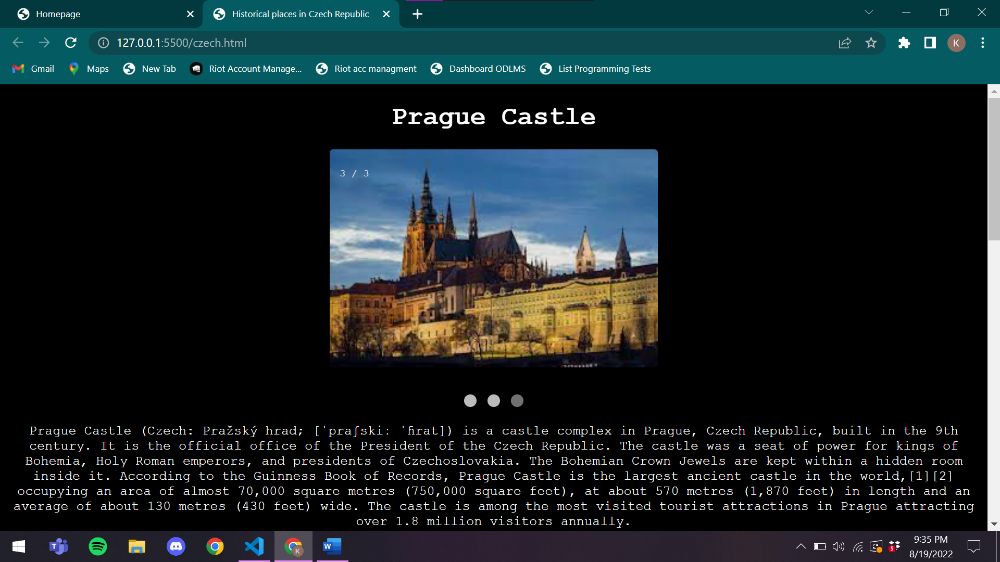 Homepage
Historical places in Czech Republic
127.0.0.1:5500/czech.html
K
Gmail
Maps
New Tab
Riot Account Manage...
Riot acc managment
Dashboard ODLMS
List Programming Tests
Prague Castle
3 / 3
Prague Castle (Czech: Pražský hrad; [ˈpraʃskiː ˈɦrat]) is a castle complex in Prague, Czech Republic, built in the 9th
century. It is the official office of the President of the Czech Republic. The castle was a seat of power for kings of
Bohemia, Holy Roman emperors, and presidents of Czechoslovakia. The Bohemian Crown Jewels are kept within a hidden room
inside it. According to the Guinness Book of Records, Prague Castle is the largest ancient castle in the world,[1][2]
occupying an area of almost 70,000 square metres (750,000 square feet), at about 570 metres (1,870 feet) in length and an
average of about 130 metres (430 feet) wide. The castle is among the most visited tourist attractions in Prague attracting
over 1.8 million visitors annually.
T
K
W
5
9:35 PM
8/19/2022